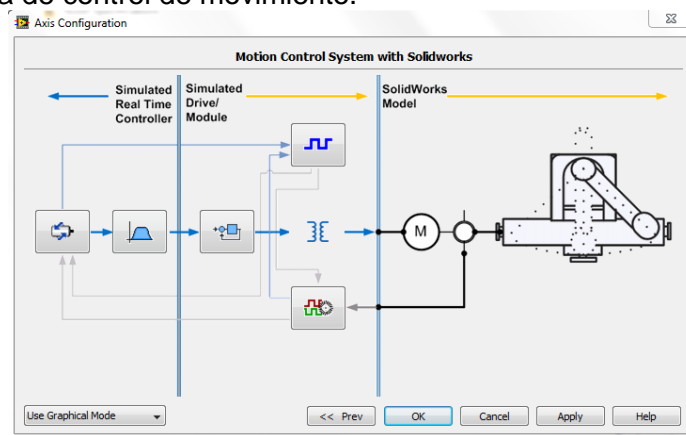 a de control de movimiento.
Axis Configuration
Motion Control System with Solidworks
Simulated
Real Time
Controller
Simulated
Drive/
Module
SolidWorks
Model
M
Use Graphical Mode
<< Prev
OK
Cancel
Apply
Help